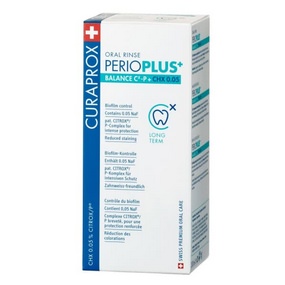 CURAPROX
ORAL RINSE
PERIOPLUS+
BALANCE C²-P + CHX 0.05
Biofilm control
Contains 0.05 NaF
pat. CITROX®/
P-Complex for
intense protection
Reduced staining
LONG
TERM
Biofilm-Kontrolle
Enthält 0.05 NaF
pat. CITROX®/
P-Komplex für
intensiven Schutz
Zahnweiss-freundlich
Contrôle du biofilm
Contient 0.05 NaF
Complexe CITROX®/
P breveté, pour une
protection renforcée
Réduction des
colorations
CHX 0.05 % CITROX/P®
SWISS PREMIUM ORAL CARE